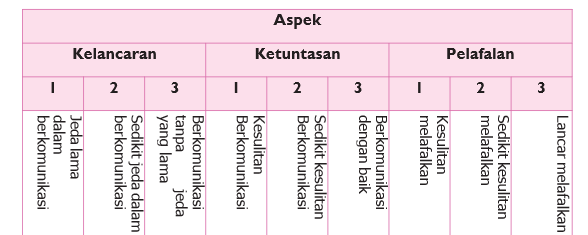 Aspek
Kelancaran Ketuntasan Pelafalan
1 2 3 1 2 3 1 2 3
Jeda lama
dalam
berkomunikasi
Sedikit jeda dalam
berkomunikasi
Berkomunikasi
tanpa jeda
yang lama
Kesulitan
Berkomunikasi
Sedikit kesulitan
Berkomunikasi
Berkomunikasi
dengan baik
Kesulitan
melafalkan
Sedikit kesulitan
melafalkan
Lancar melafalkan